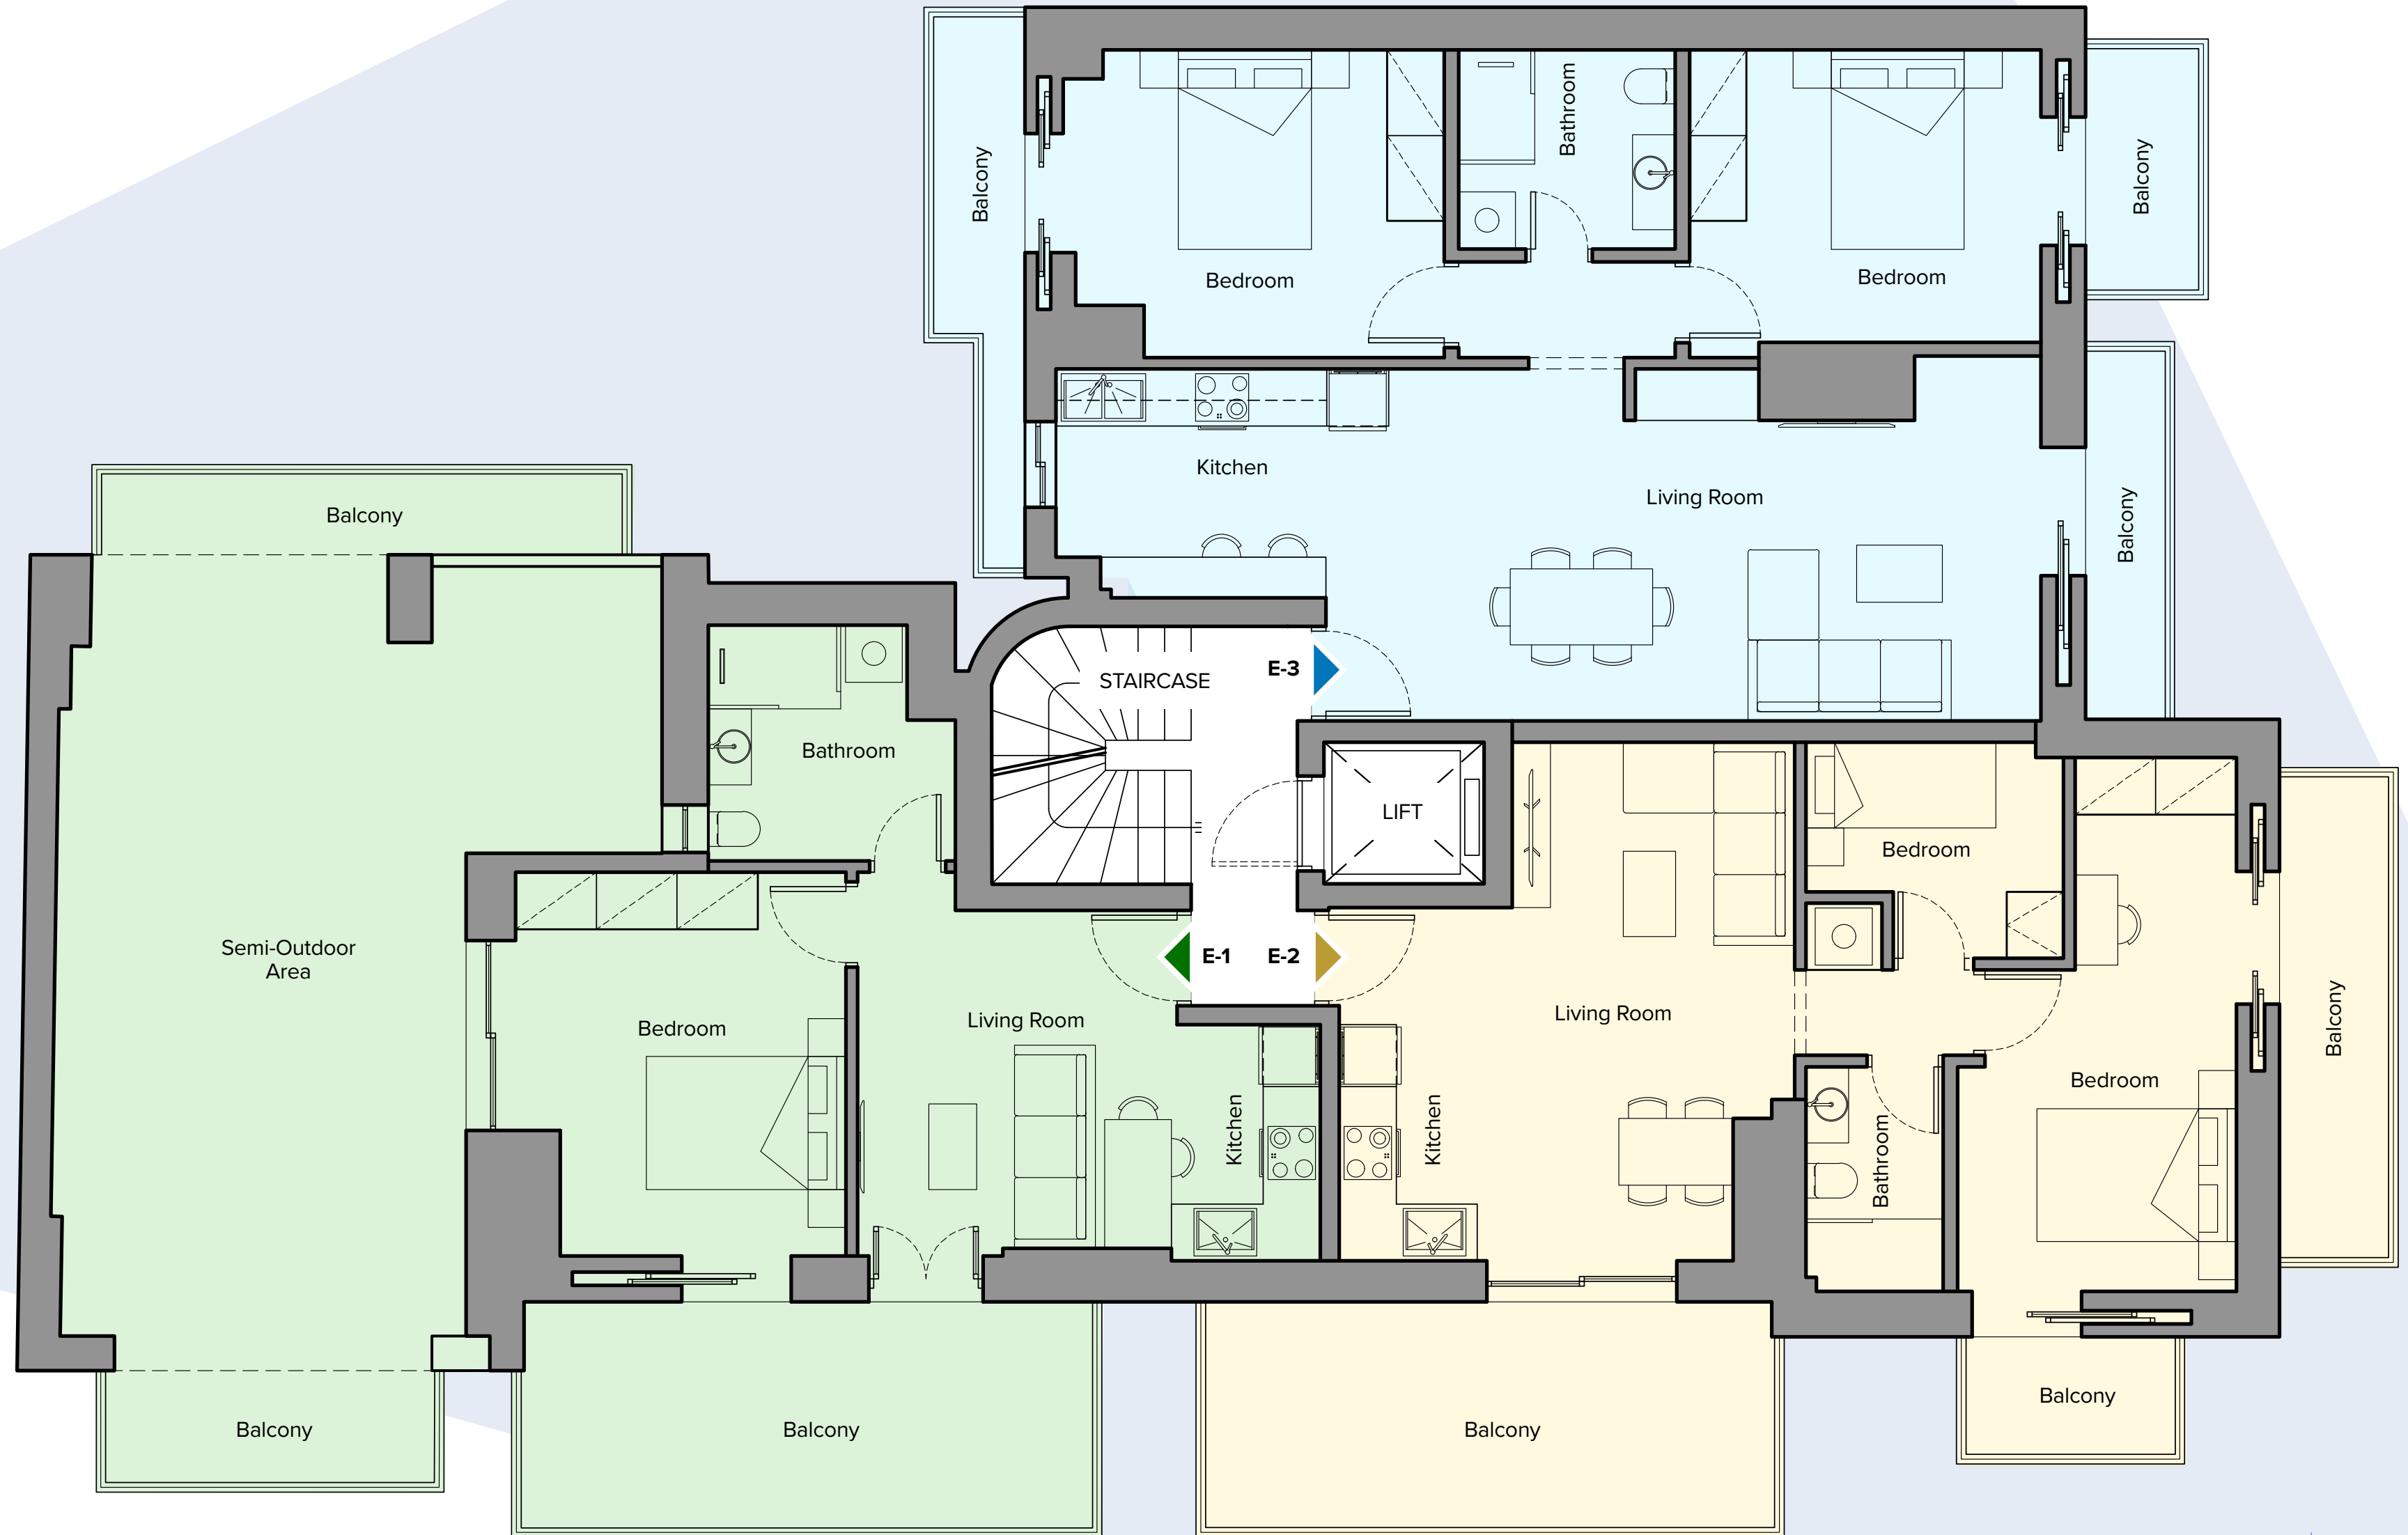 Balcony
Bedroom
Bathroom
Bedroom
Balcony
Kitchen
Living Room
Balcony
Balcony
Semi-Outdoor
Area
Bathroom
Bedroom
Living Room
Kitchen
Balcony
Balcony
STAIRCASE
E-3
LIFT
E-1
E-2
Living Room
Kitchen
Bedroom
Bathroom
Bedroom
Balcony
Balcony
Balcony